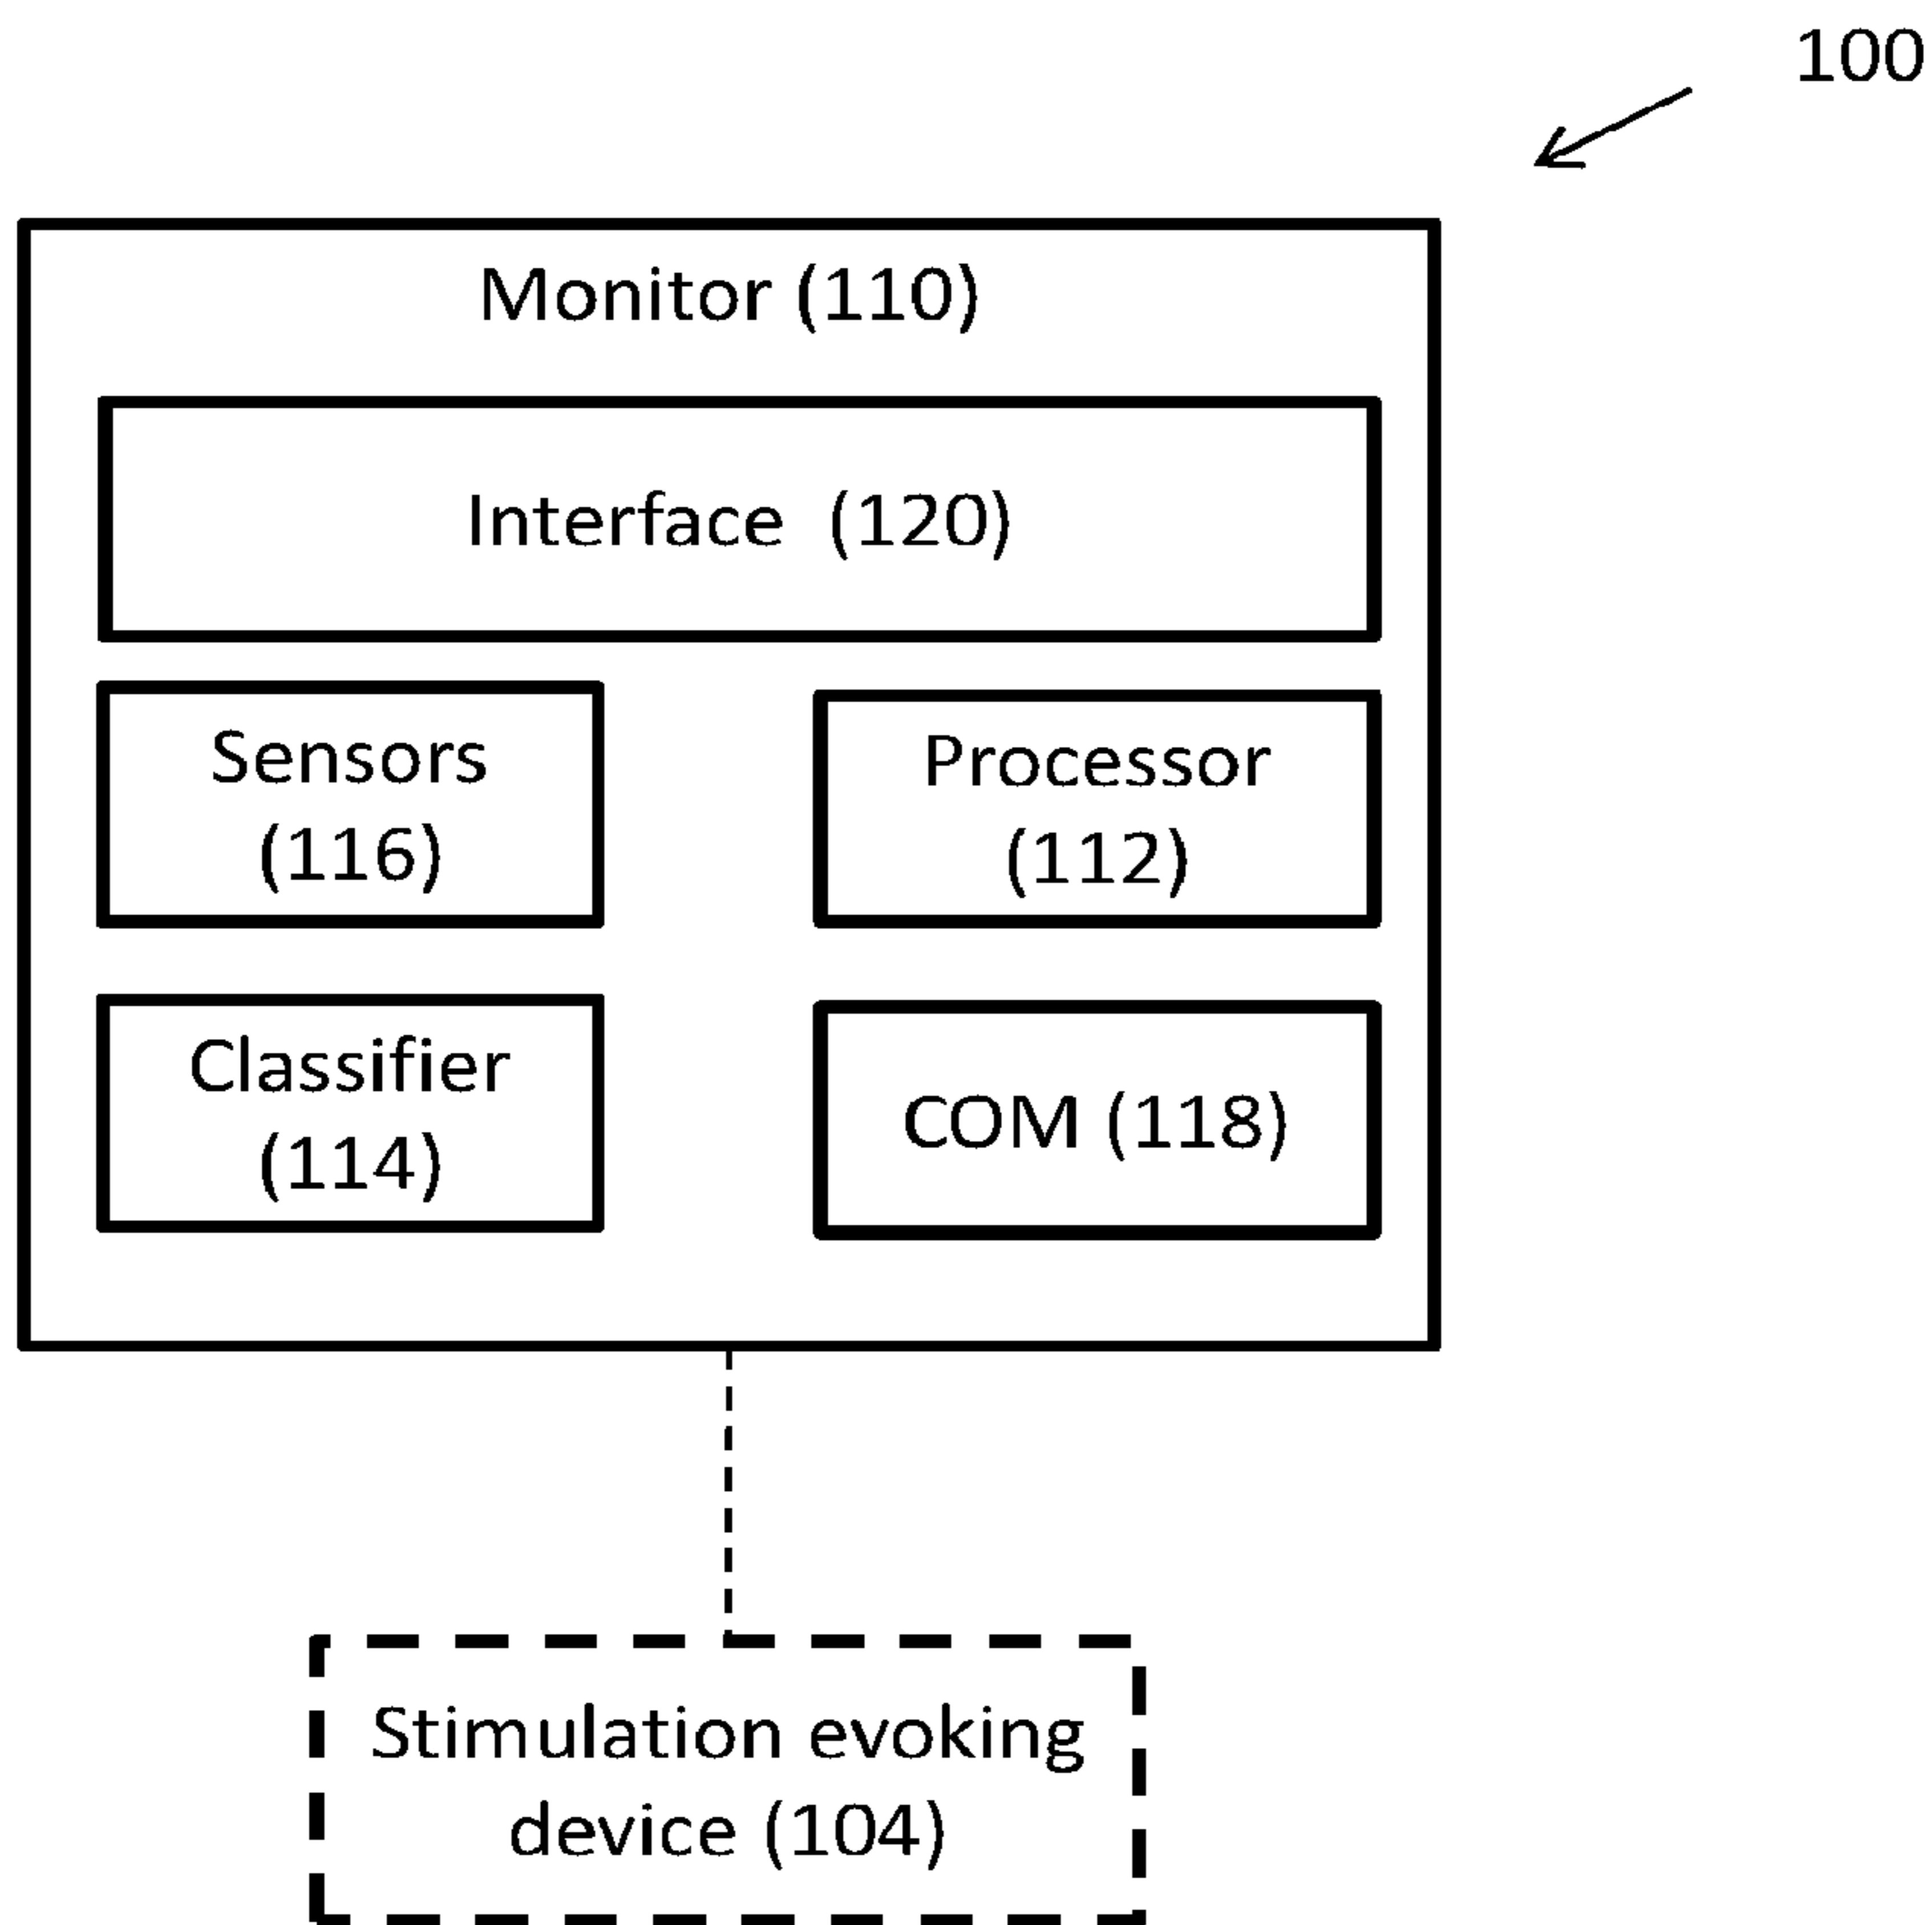 100
Monitor (110)
Interface (120)
Sensors
(116)
Processor
(112)
Classifier
(114)
COM (118)
Stimulation evoking
device (104)